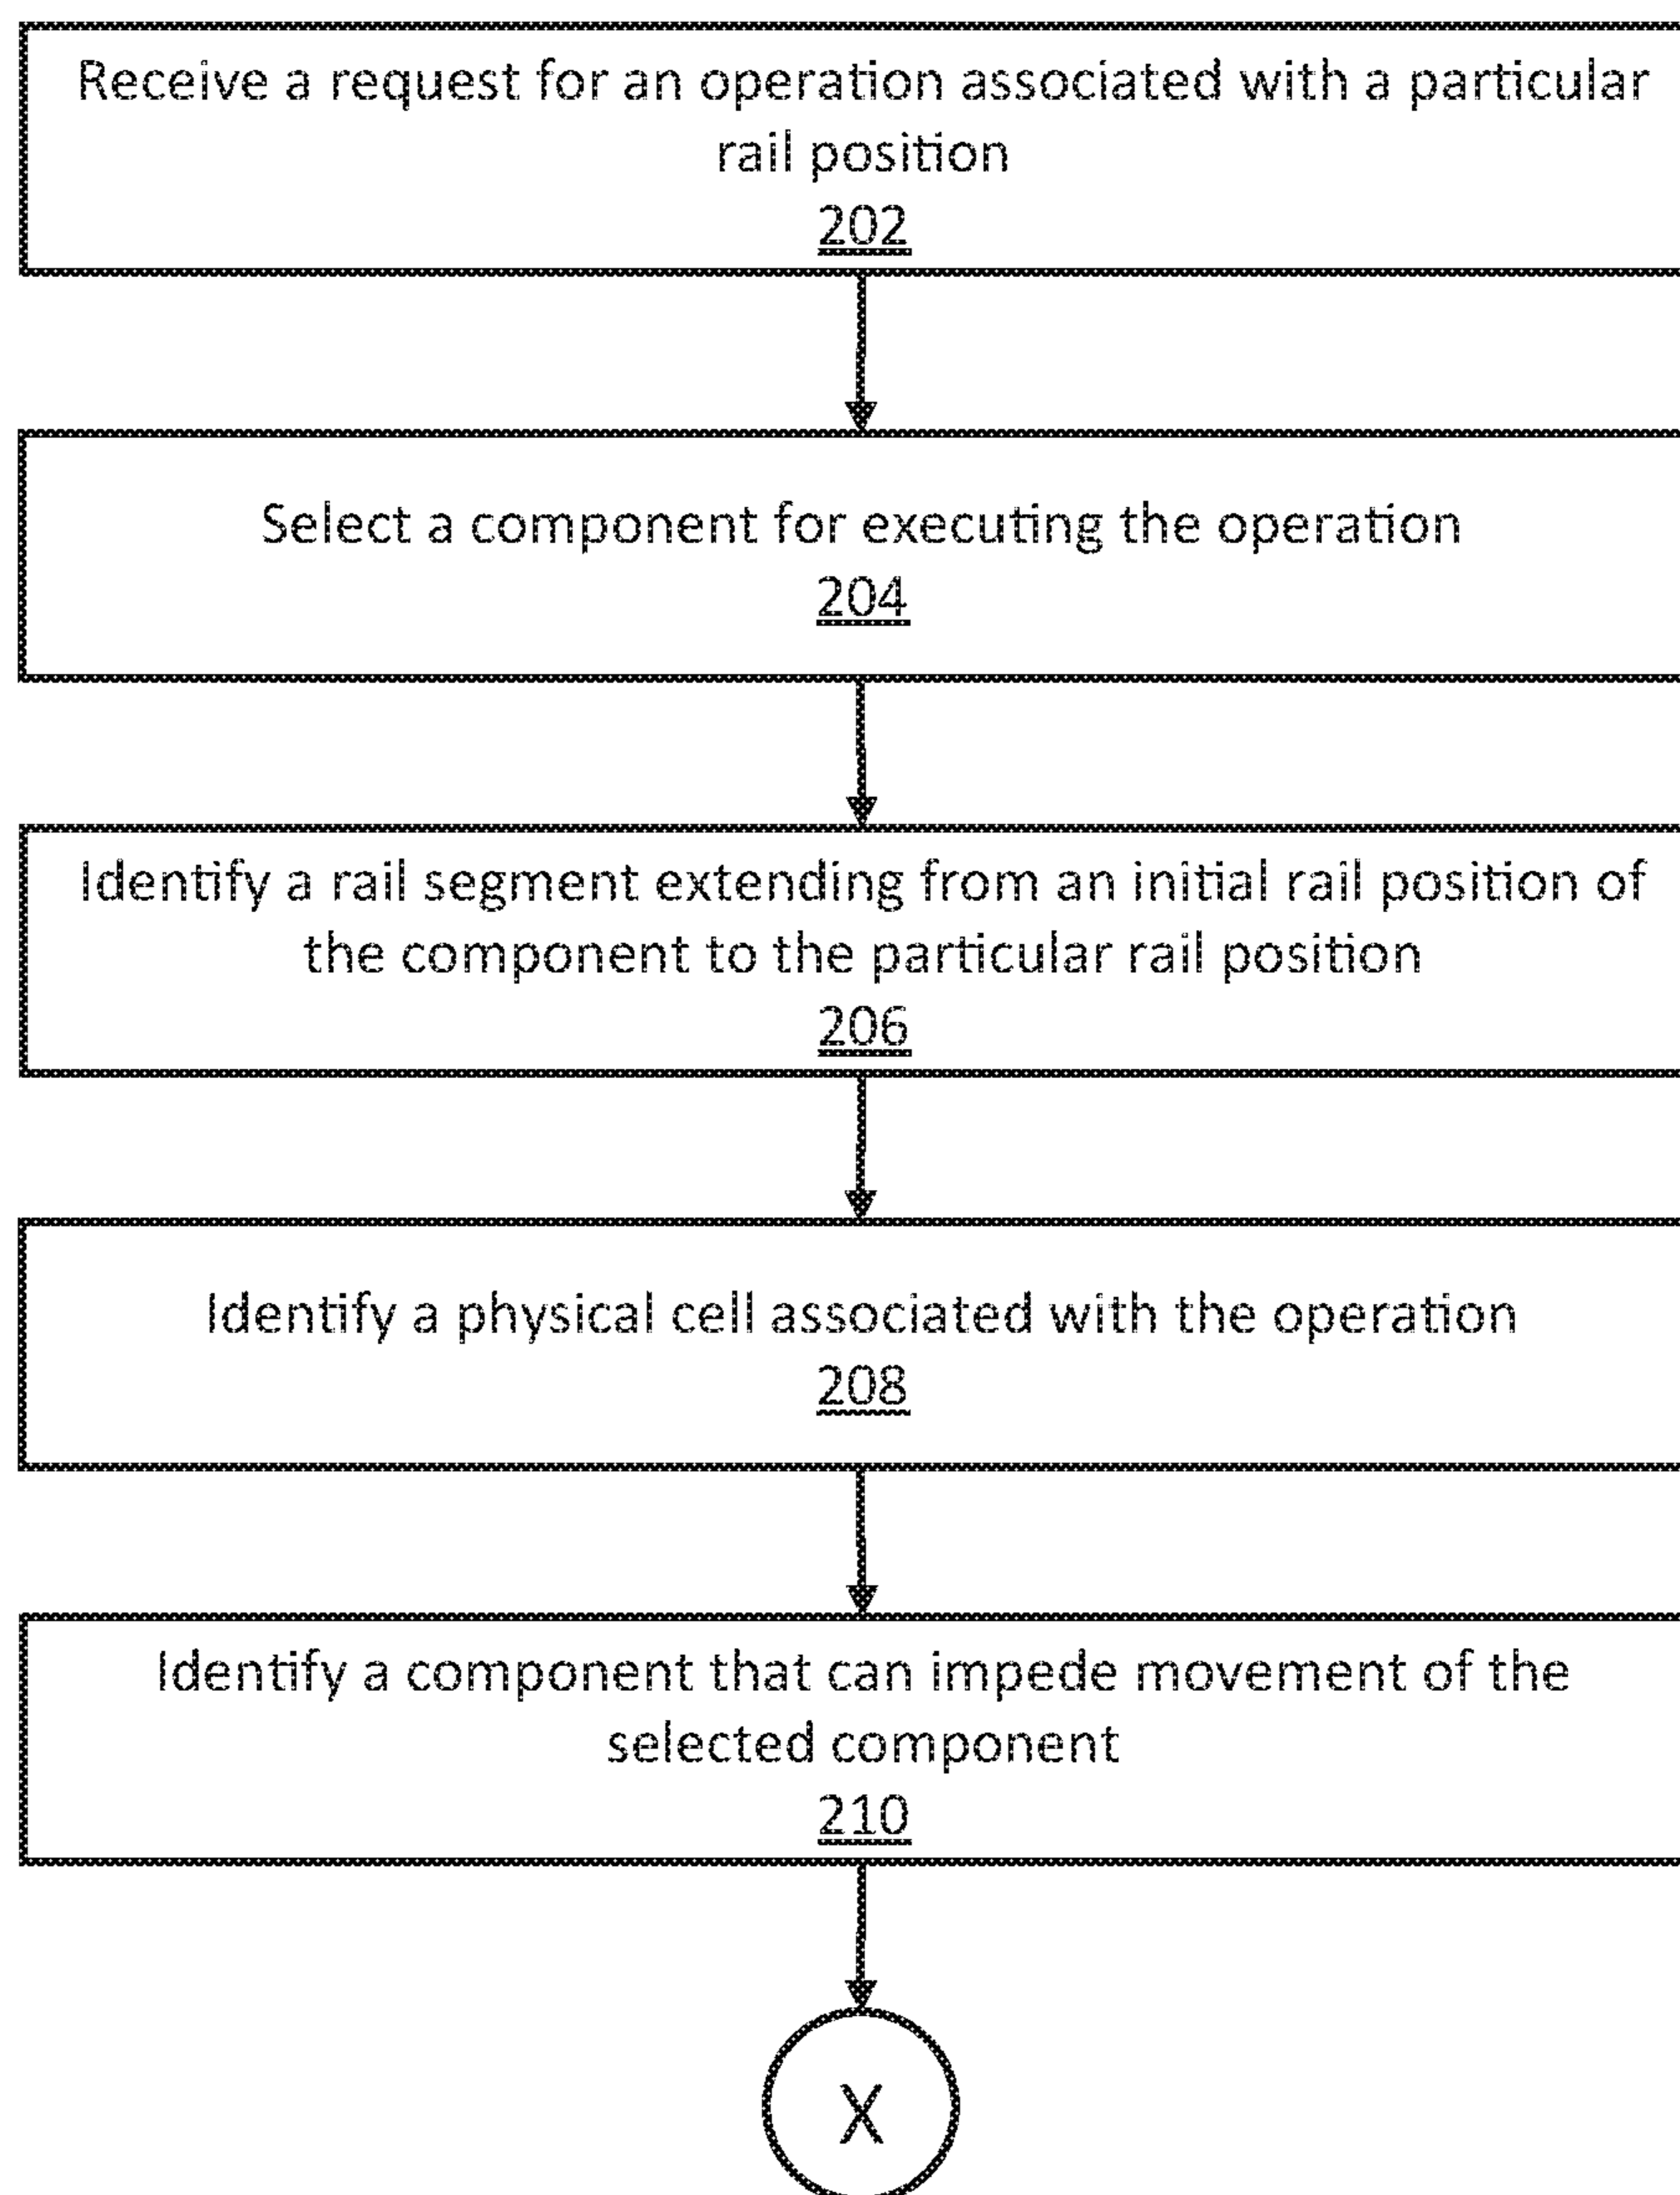 Receive a request for an operation associated with a particular
rail position
202
Select a component for executing the operation
204
Identify a rail segment extending from an initial rail position of
the component to the particular rail position
206
Identify a physical cell associated with the operation
208
Identify a component that can impede movement of the
selected component
210
X